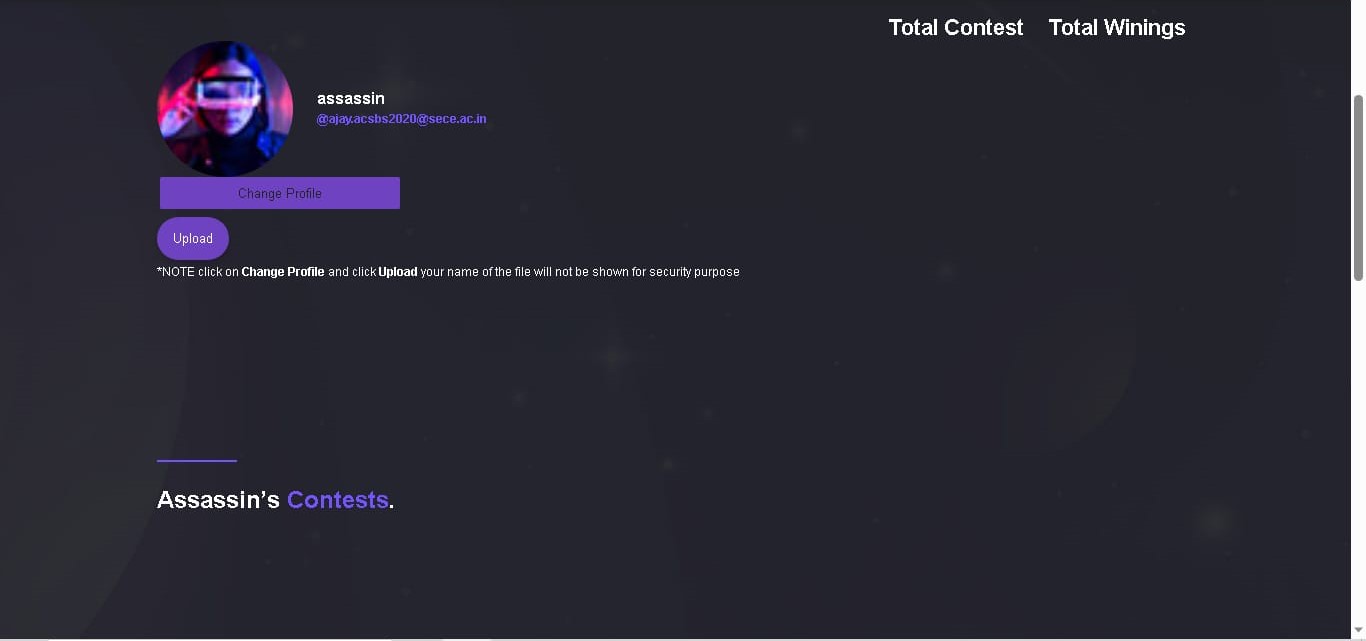 Total Contest Total Winings
assassin
@ajay.acsbs2020@sece.ac.in
Change Profile
Upload
*NOTE click on Change Profile and click Upload your name of the file will not be shown for security purpose
Assassin’s Contests.